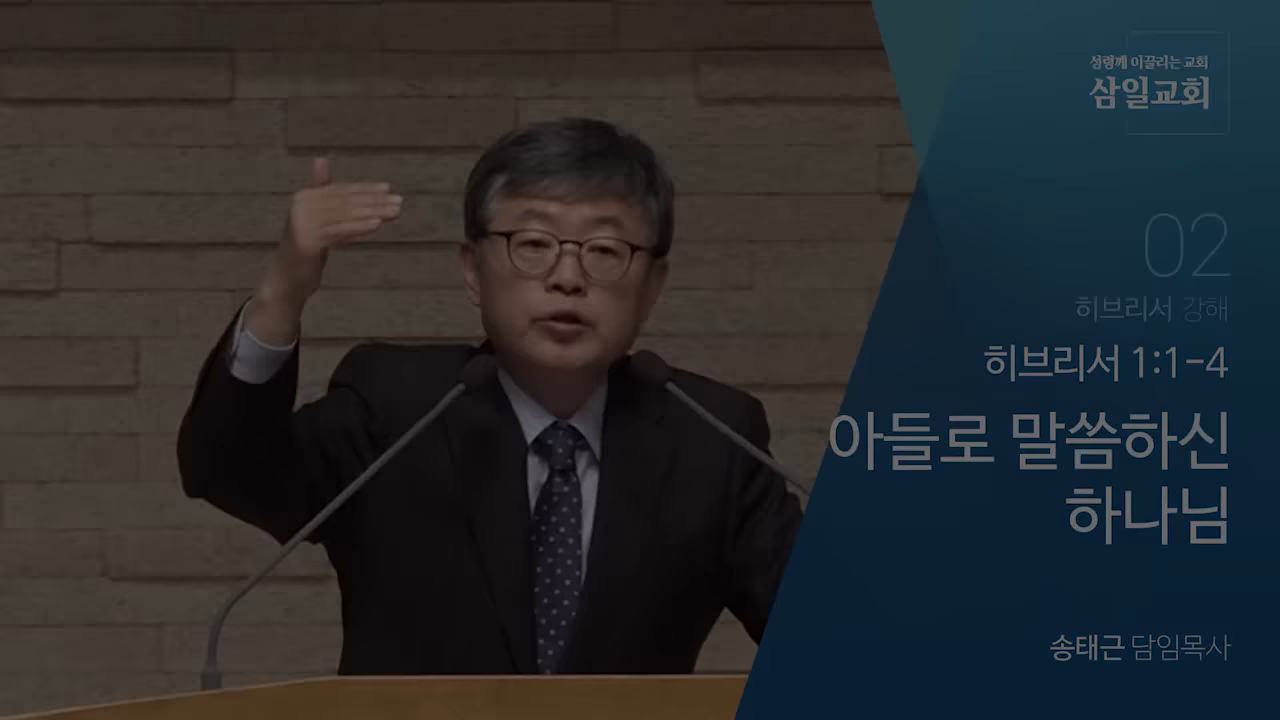 성령께 이끌리는 교회
삼일교회
02
히브리서 강해
히브리서 1:1-4
아들로 말씀하신
하나님
송태근 담임목사